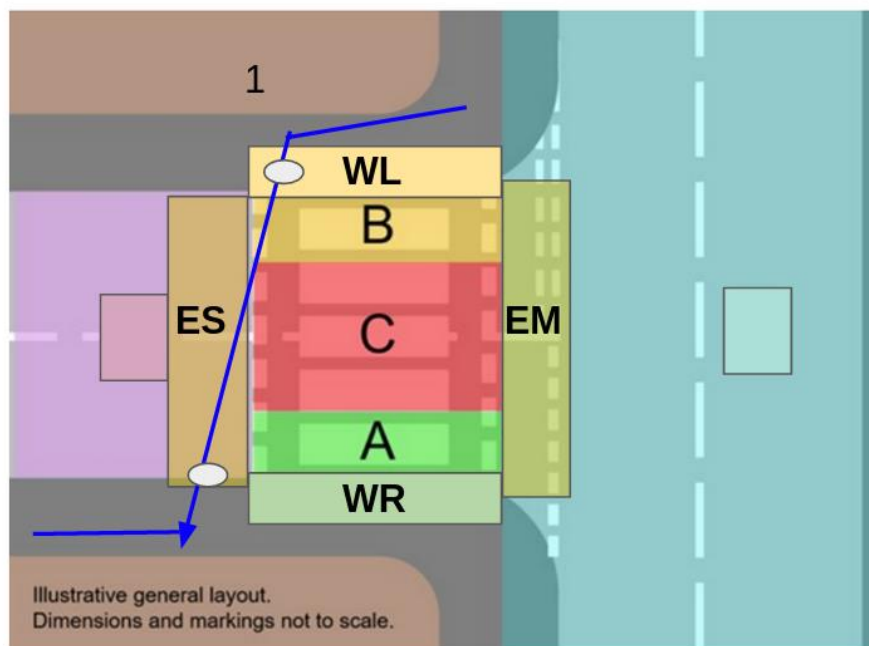 1
WL
B
ES
C
EM
A
WR
Illustrative general layout.
Dimensions and markings not to scale.